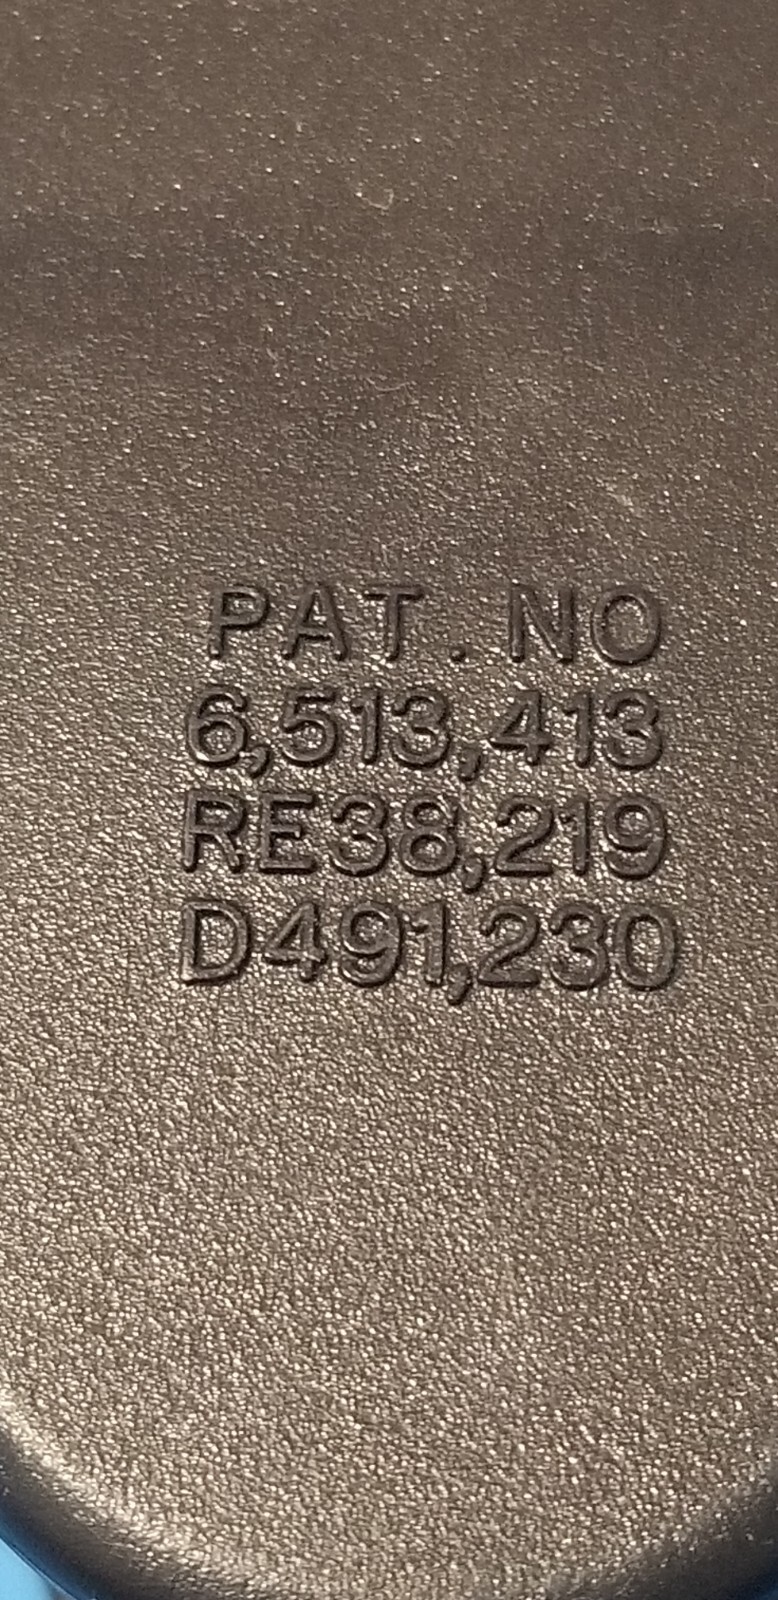 PAT. NO
6,513,413
RE38,219
D491,230